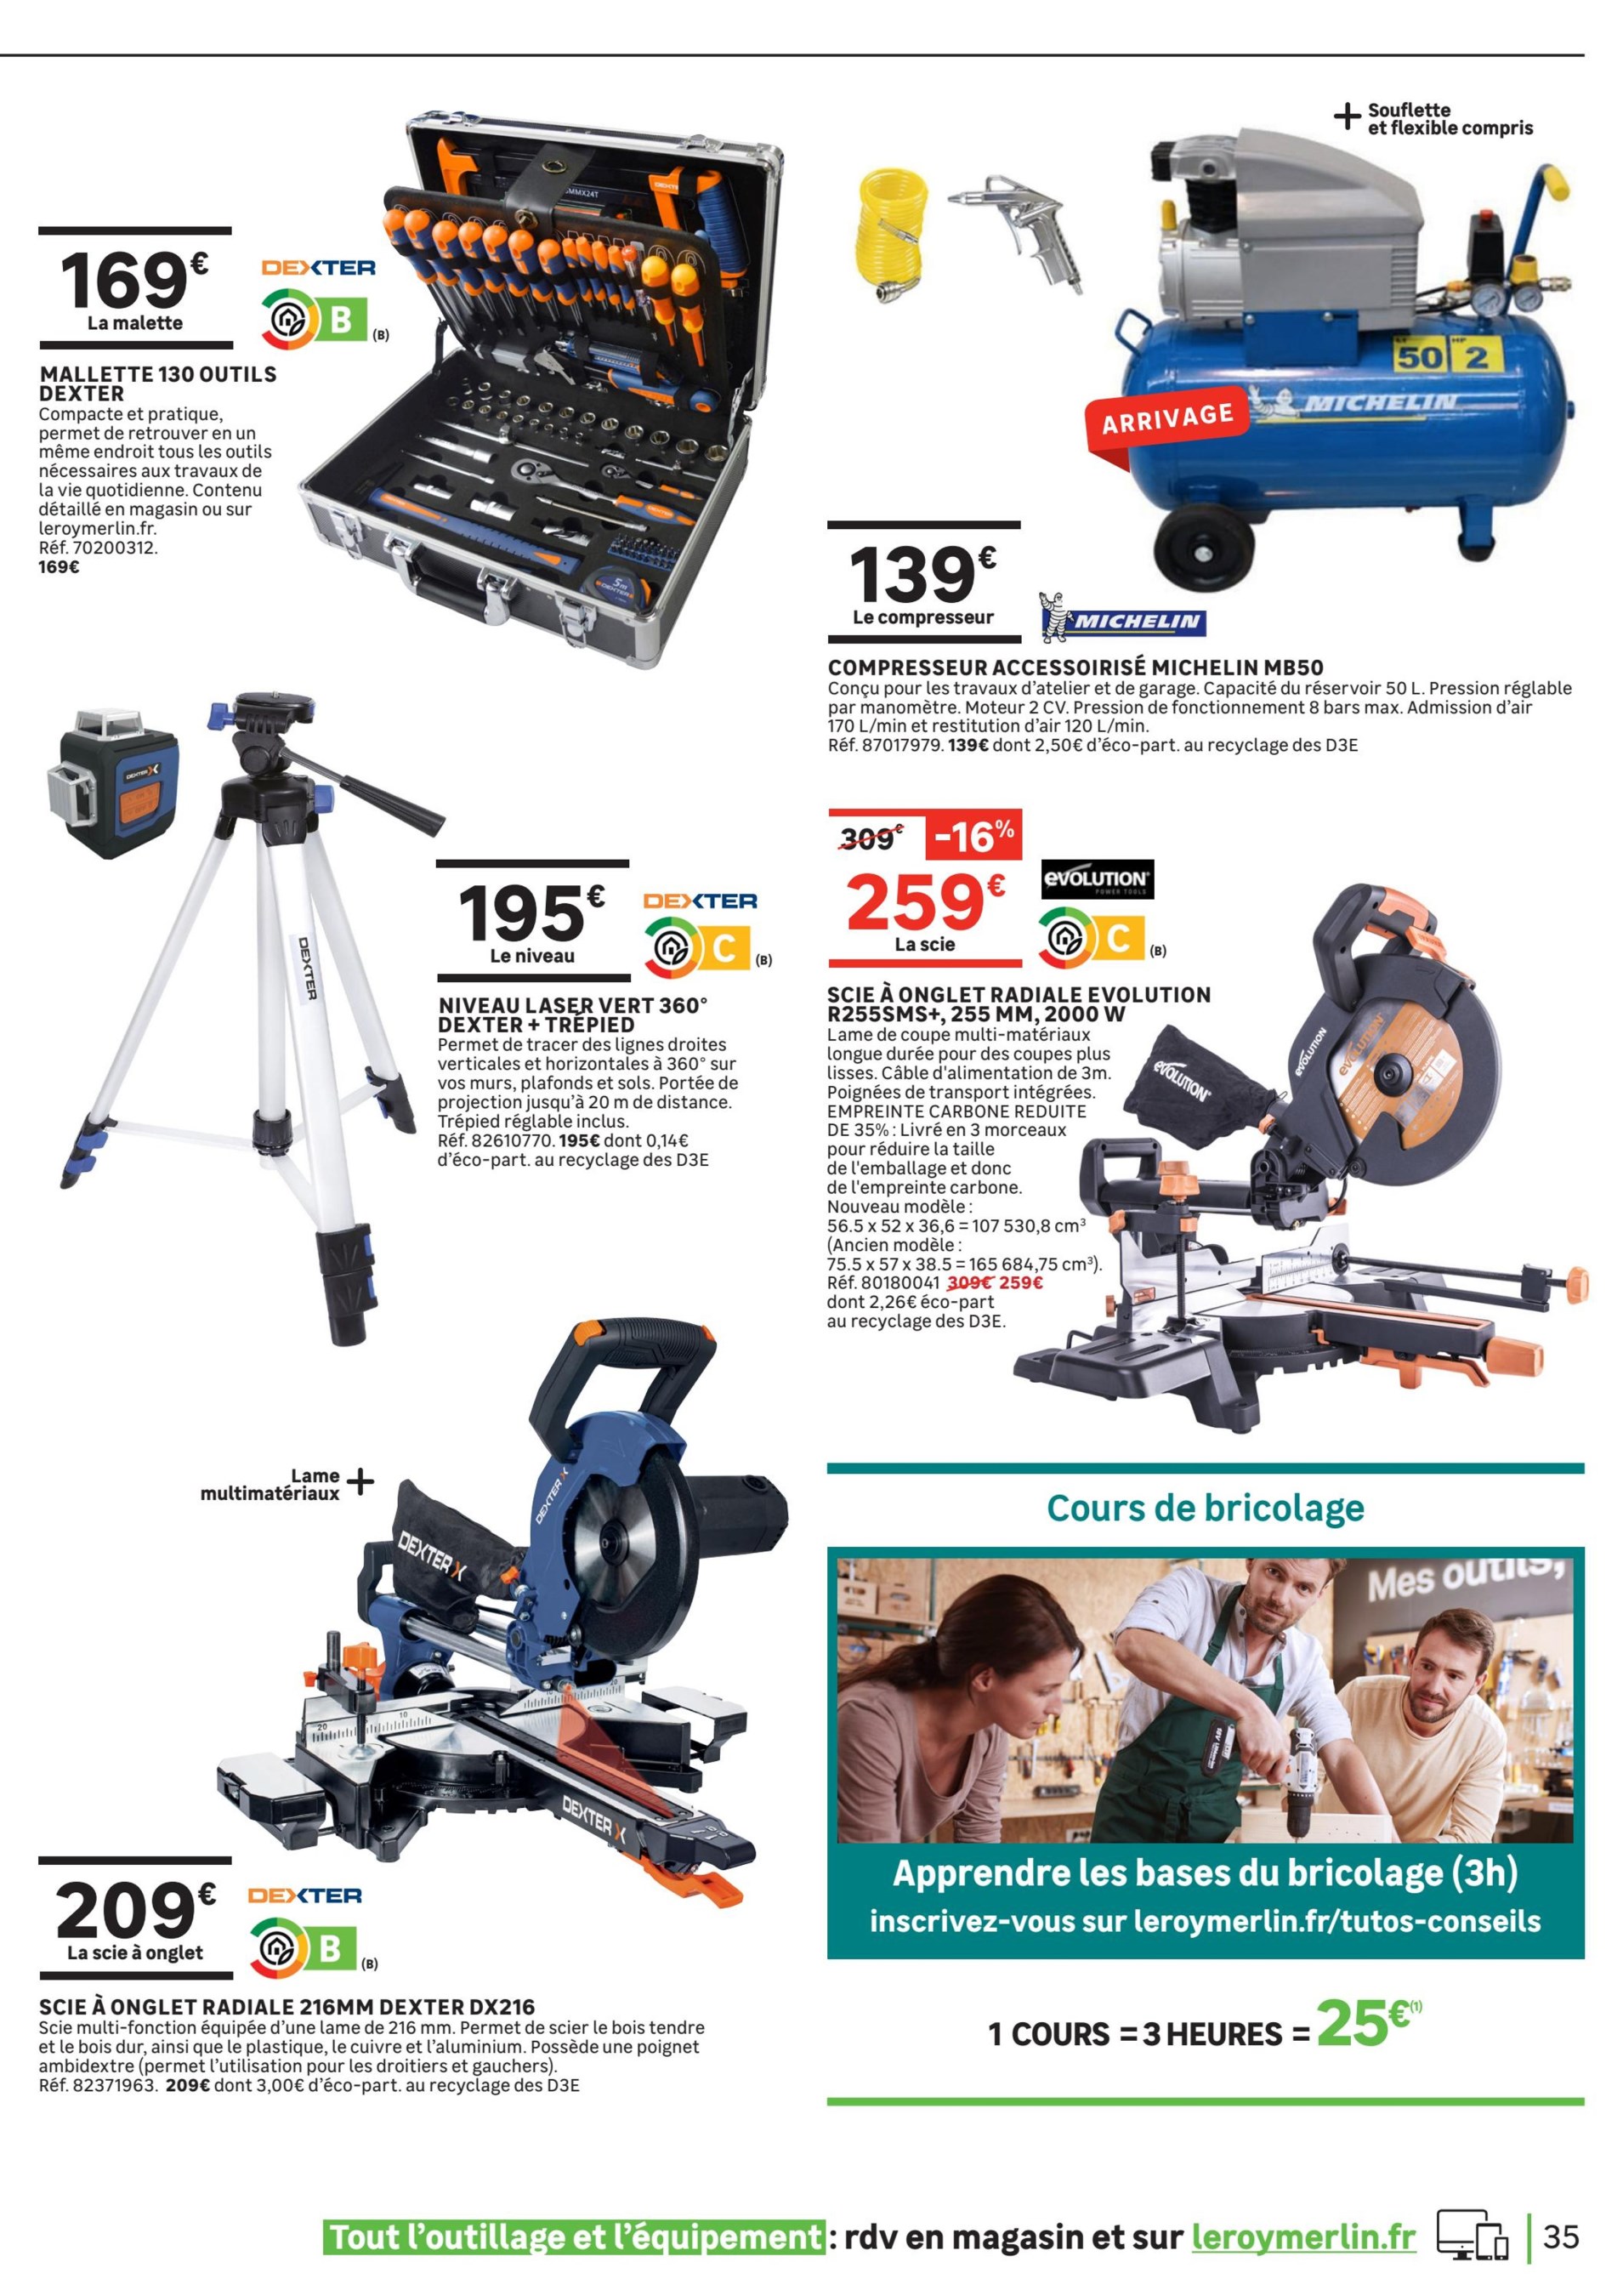 169€
La malette
DEXTER
B
(B)
MALLETTE 130 OUTILS
DEXTER
Compacte et pratique,
permet de retrouver en un
même endroit tous les outils
nécessaires aux travaux de
la vie quotidienne. Contenu
détaillé en magasin ou sur
leroymerlin.fr.
Réf. 70200312.
169€
+ Souflette
et flexible compris
50 2
MICHELIN
ARRIVAGE
139€
Le compresseur
MICHELIN
COMPRESSEUR ACCESSOIRISÉ MICHELIN MB50
Conçu pour les travaux d'atelier et de garage. Capacité du réservoir 50 L. Pression réglable
par manomètre. Moteur 2 CV. Pression de fonctionnement 8 bars max. Admission d'air
170 L/min et restitution d'air 120 L/min.
Réf. 87017979. 139€ dont 2,50€ d'éco-part. au recyclage des D3E
DEXTER
195€
Le niveau
DEXTER
C
(B)
NIVEAU LASER VERT 360°
DEXTER + TRÉPIED
Permet de tracer des lignes droites
verticales et horizontales à 360° sur
vos murs, plafonds et sols. Portée de
projection jusqu'à 20 m de distance.
Trépied réglable inclus.
Réf. 82610770. 195€ dont 0,14€
d'éco-part. au recyclage des D3E
309€ -16%
259€
La scie
eVOLUTION
POWER TOOLS
C
(B)
SCIE À ONGLET RADIALE EVOLUTION
R255SMS+, 255 MM, 2000 W
Lame de coupe multi-matériaux
longue durée pour des coupes plus
lisses. Câble d'alimentation de 3m.
Poignées de transport intégrées.
EMPREINTE CARBONE REDUITE
DE 35% : Livré en 3 morceaux
pour réduire la taille
de l'emballage et donc
de l'empreinte carbone.
Nouveau modèle :
56.5 x 52 x 36,6 = 107 530,8 cm³
(Ancien modèle :
75.5 x 57 x 38.5 = 165 684,75 cm³).
Réf. 80180041 309€ 259€
dont 2,26€ éco-part
au recyclage des D3E.
eVOLUTION
eVOLUTION
eVOLUTION
Lame +
multimatériaux
DEXTER X
DEXTER X
DEXTER X
209€
La scie à onglet
DEXTER
B
(B)
SCIE À ONGLET RADIALE 216MM DEXTER DX216
Scie multi-fonction équipée d'une lame de 216 mm. Permet de scier le bois tendre
et le bois dur, ainsi que le plastique, le cuivre et l'aluminium. Possède une poignet
ambidextre (permet l'utilisation pour les droitiers et gauchers).
Réf. 82371963. 209€ dont 3,00€ d'éco-part. au recyclage des D3E
Cours de bricolage
Mes outils,
Apprendre les bases du bricolage (3h)
inscrivez-vous sur leroymerlin.fr/tutos-conseils
1 COURS = 3 HEURES = 25€(1)
Tout l'outillage et l'équipement : rdv en magasin et sur leroymerlin.fr
35